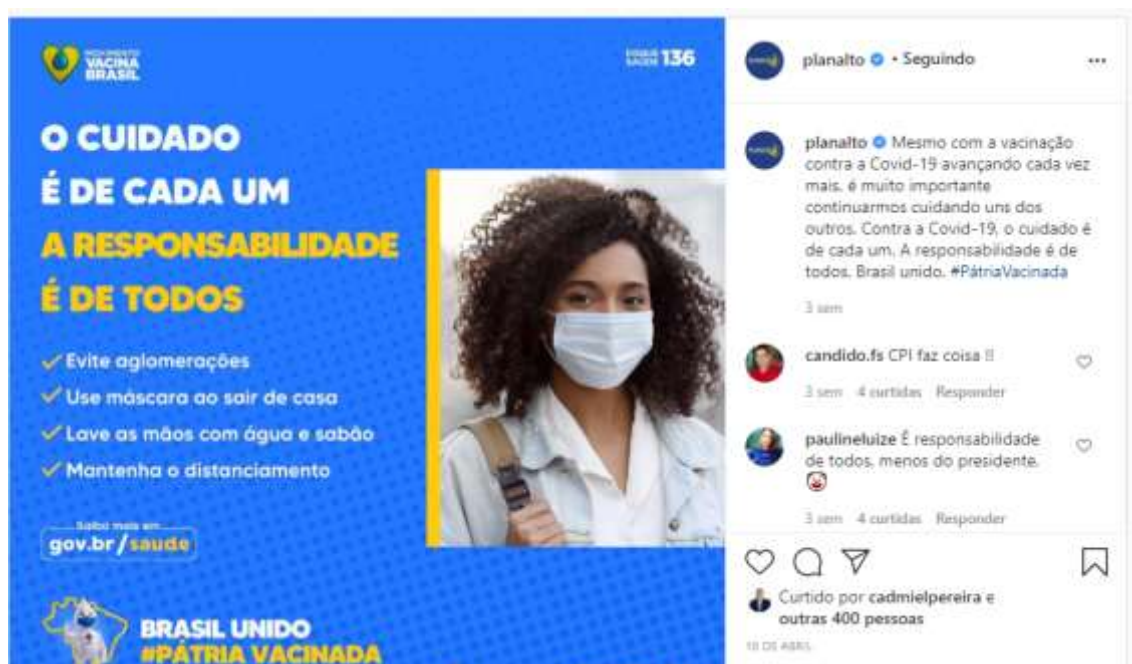 MOVIMENTO
VACINA
BRASIL
DISQUE
SAÚDE 136
O CUIDADO
É DE CADA UM
A RESPONSABILIDADE
É DE TODOS
Evite aglomerações
Use máscara ao sair de casa
Lave as mãos com água e sabão
Mantenha o distanciamento
Saiba mais em
gov.br/saude
BRASIL UNIDO
#PÁTRIA VACINADA
planalto • Seguindo
planalto Mesmo com a vacinação
contra a Covid-19 avançando cada vez
mais, é muito importante
continuarmos cuidando uns dos
outros. Contra a Covid-19, o cuidado é
de cada um. A responsabilidade é de
todos. Brasil unido. #PátriaVacinada
3 sem
candido.fs CPI faz coisa !!
3 sem 4 curtidas Responder
paulineluize É responsabilidade
de todos, menos do presidente.
3 sem 4 curtidas Responder
Curtido por cadmielpereira e
outras 400 pessoas
18 DE ABRIL